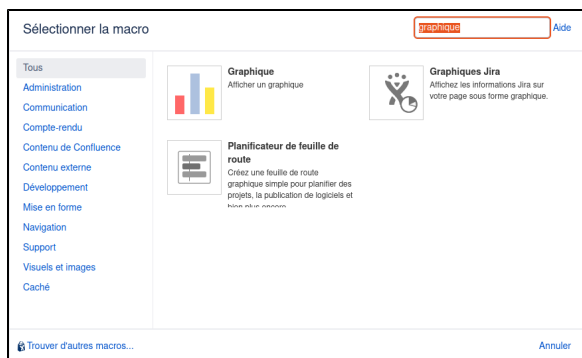 Sélectionner la macro
graphique
Aide
Tous
Administration
Communication
Compte-rendu
Contenu de Confluence
Contenu externe
Développement
Mise en forme
Navigation
Support
Visuels et images
Caché
Graphique
Afficher un graphique
Graphiques Jira
Affichez les informations Jira sur
votre page sous forme graphique.
Planificateur de feuille de
route
Créez une feuille de route
graphique simple pour planifier des
projets, la publication de logiciels et
bien plus encore
Trouver d'autres macros...
Annuler